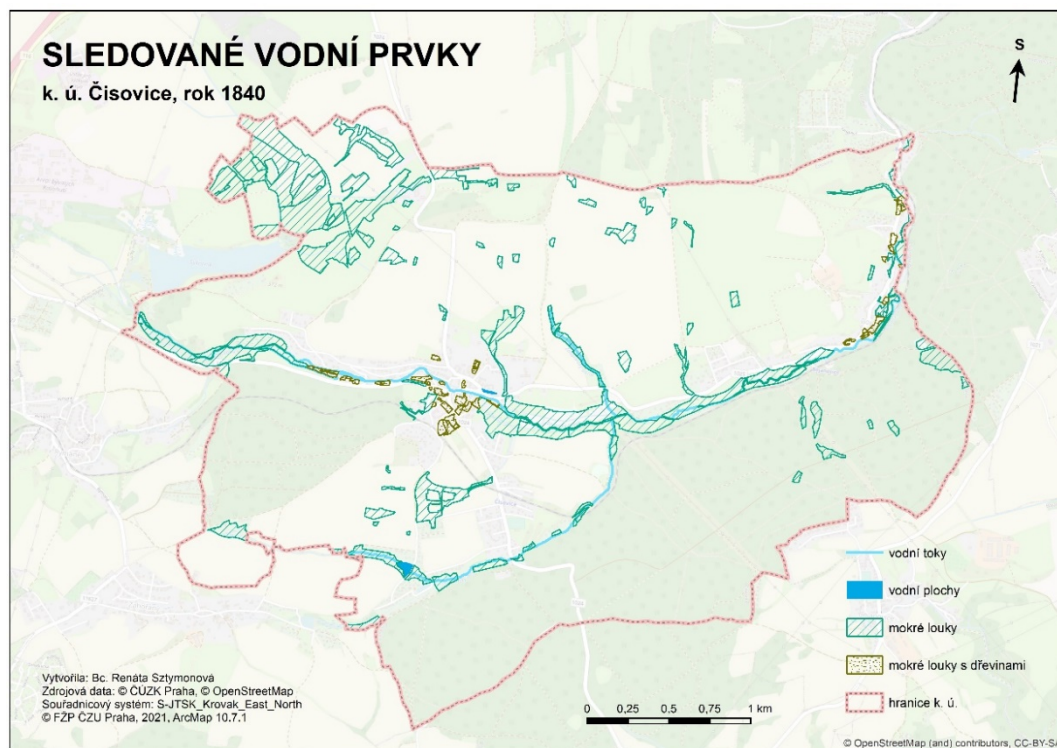 SLEDOVANÉ VODNÍ PRVKY
k. ú. Čisovice, rok 1840
S
vodní toky
vodní plochy
mokré louky
mokré louky s dřevinami
hranice k. ú.
Vytvořila: Bc. Renáta Sztymonová
Zdrojová data: © ČÚZK Praha, © OpenStreetMap
Souřadnicový systém: S-JTSK_Krovak_East_North
© FŽP ČZU Praha, 2021, ArcMap 10.7.1
0 0,25 0,5 0,75 1 km
© OpenStreetMap (and) contributors, CC-BY-SA